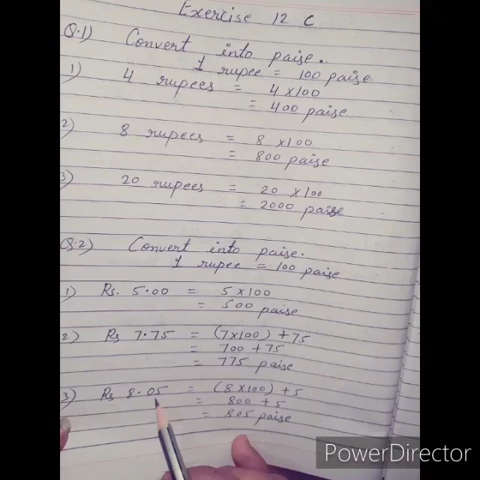 Exercise 12 C
Q.1) Convert into paise.
1 rupee = 100 paise
1) 4 rupees = 4 x 100
= 400 paise
2) 8 rupees = 8 x 100
= 800 paise
3) 20 rupees = 20 x 100
= 2000 paise
Q.2) Convert into paise.
1 rupee = 100 paise
1) Rs. 5.00 = 5 x 100
= 500 paise
2) Rs 7.75 = (7x100) + 75
= 700 + 75
= 775 paise
3) Rs 8.05 = (8 x 100) + 5
= 800 + 5
= 805 paise
PowerDirector